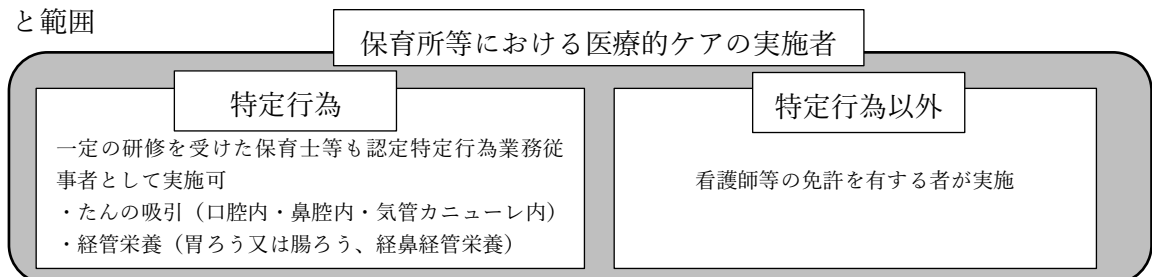 と範囲
保育所等における医療的ケアの実施者
特定行為
一定の研修を受けた保育士等も認定特定行為業務従
事者として実施可
・たんの吸引（口腔内・鼻腔内・気管カニューレ内）
・経管栄養（胃ろう又は腸ろう、経鼻経管栄養）
特定行為以外
看護師等の免許を有する者が実施